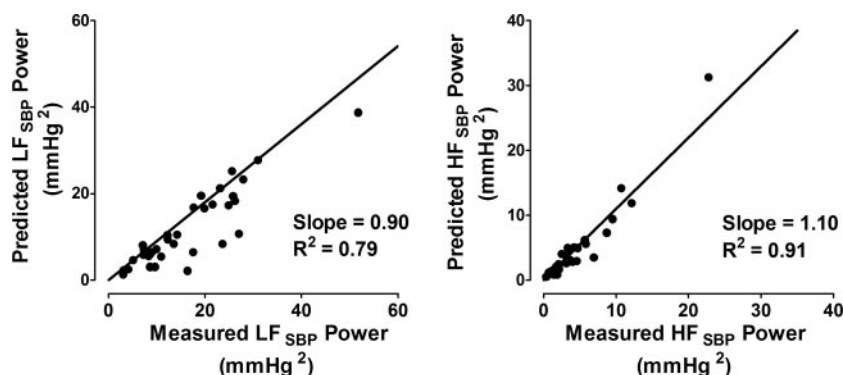 Predicted LF SBP Power
(mmHg 2)
60
40
20
0
0 20 40 60
Slope = 0.90
R2 = 0.79
Measured LF SBP Power
(mmHg 2)
Predicted HF SBP Power
(mmHg 2)
40
30
20
10
0
0 10 20 30 40
Slope = 1.10
R2 = 0.91
Measured HF SBP Power
(mmHg 2)